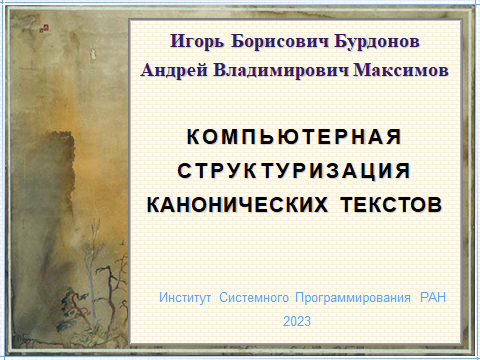 Игорь Борисович Бурдонов
Андрей Владимирович Максимов
КОМПЬЮТЕРНАЯ
СТРУКТУРИЗАЦИЯ
КАНОНИЧЕСКИХ ТЕКСТОВ
Институт Системного Программирования РАН
2023